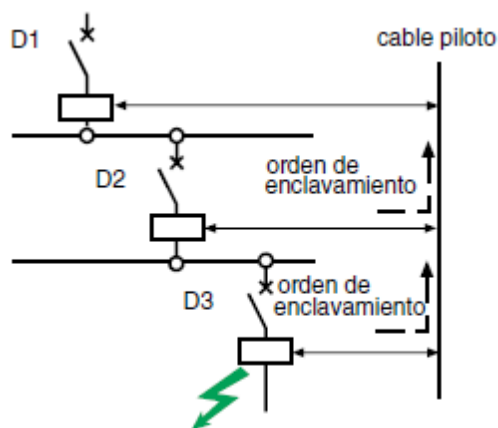 D1
cable piloto
D2
orden de
enclavamiento
D3
orden de
enclavamiento